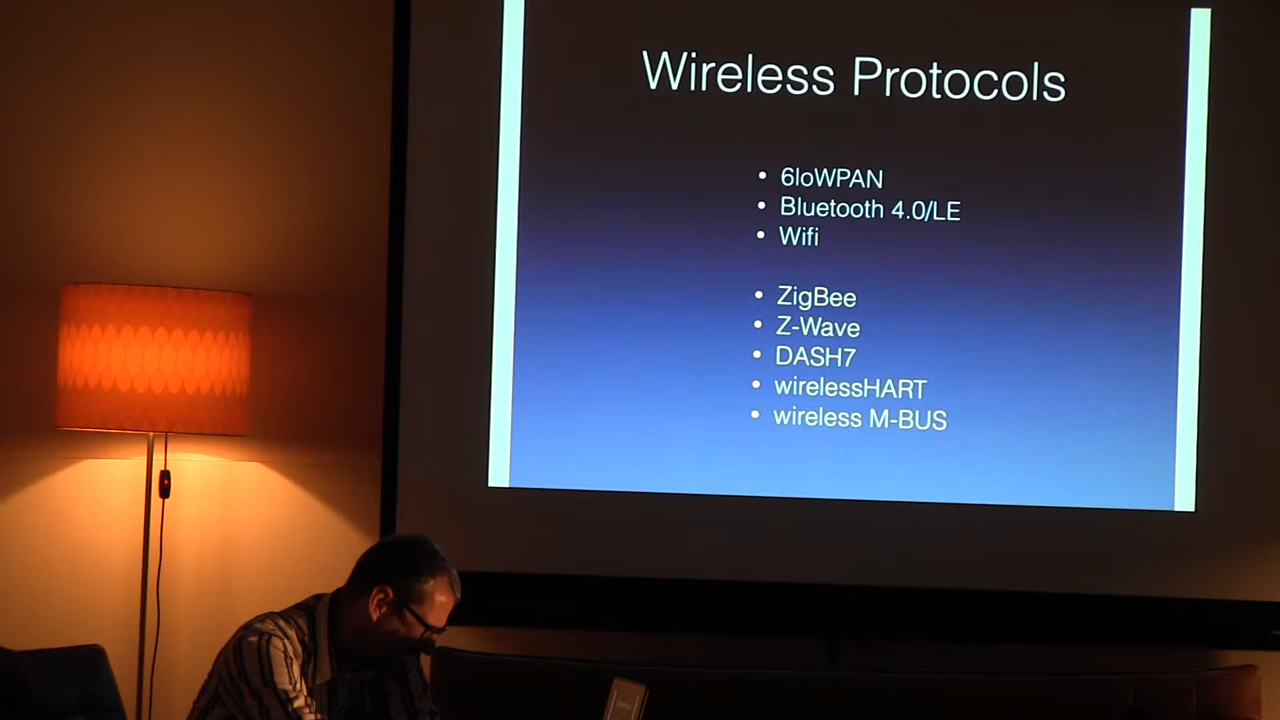 Wireless Protocols
• 6loWPAN
• Bluetooth 4.0/LE
• Wifi
• ZigBee
• Z-Wave
• DASH7
• wirelessHART
• wireless M-BUS